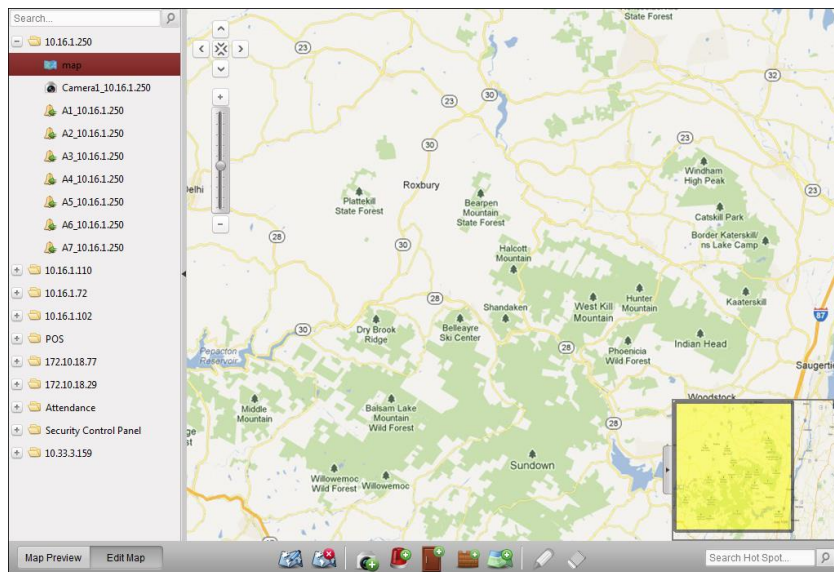 Search...
10.16.1.250
map
Camera1_10.16.1.250
A1_10.16.1.250
A2_10.16.1.250
A3_10.16.1.250
A4_10.16.1.250
A5_10.16.1.250
A6_10.16.1.250
A7_10.16.1.250
10.16.1.110
10.16.1.72
10.16.1.102
POS
172.10.18.77
172.10.18.29
Attendance
Security Control Panel
10.33.3.159
State Forest
23
30
32
23
30
23
30
Windham
High Peak
elhi
Plattekill
State Forest
Roxbury
Bearpen
Mountain
State Forest
Catskill Park
Border Katerskill/
ns Lake Camp
28
30
Halcott
Mountain
28
30
Dry Brook
Ridge
Belleayre
Ski Center
Shandaken
West Kill
Mountain
Hunter
Mountain
Kaaterskill
87
Pepacton
Reservoir
28
Phoenicia
Wild Forest
Indian Head
Saugerti
Woodstock
Middle
Mountain
Balsam Lake
Mountain
Wild Forest
28
ge
st
Willowemoc
Wild Forest
Willowemoc
Sundown
Map Preview
Edit Map
Search Hot Spot...